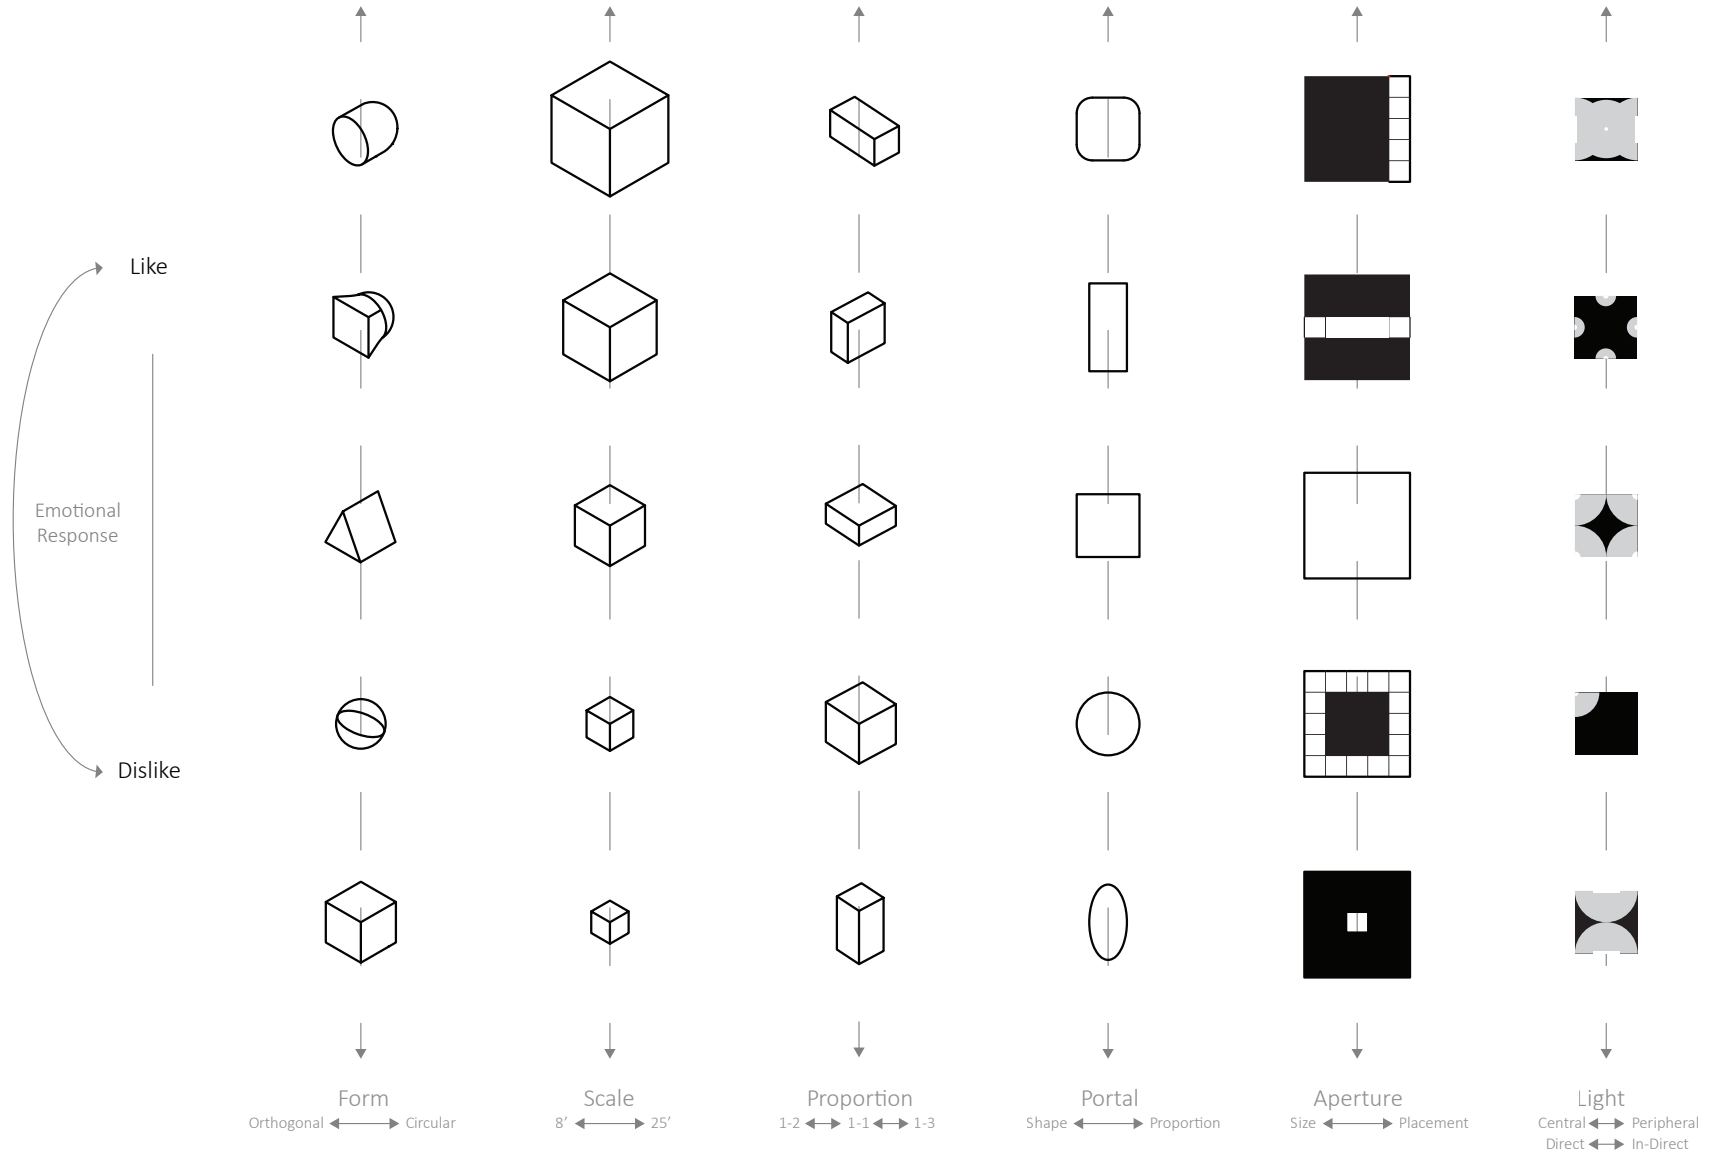 Like
Emotional
Response
Dislike
Form
Orthogonal Circular
Scale
8’ 25’
Proportion
1-2 1-1 1-3
Portal
Shape Proportion
Aperture
Size Placement
Light
Central Peripheral
Direct In-Direct